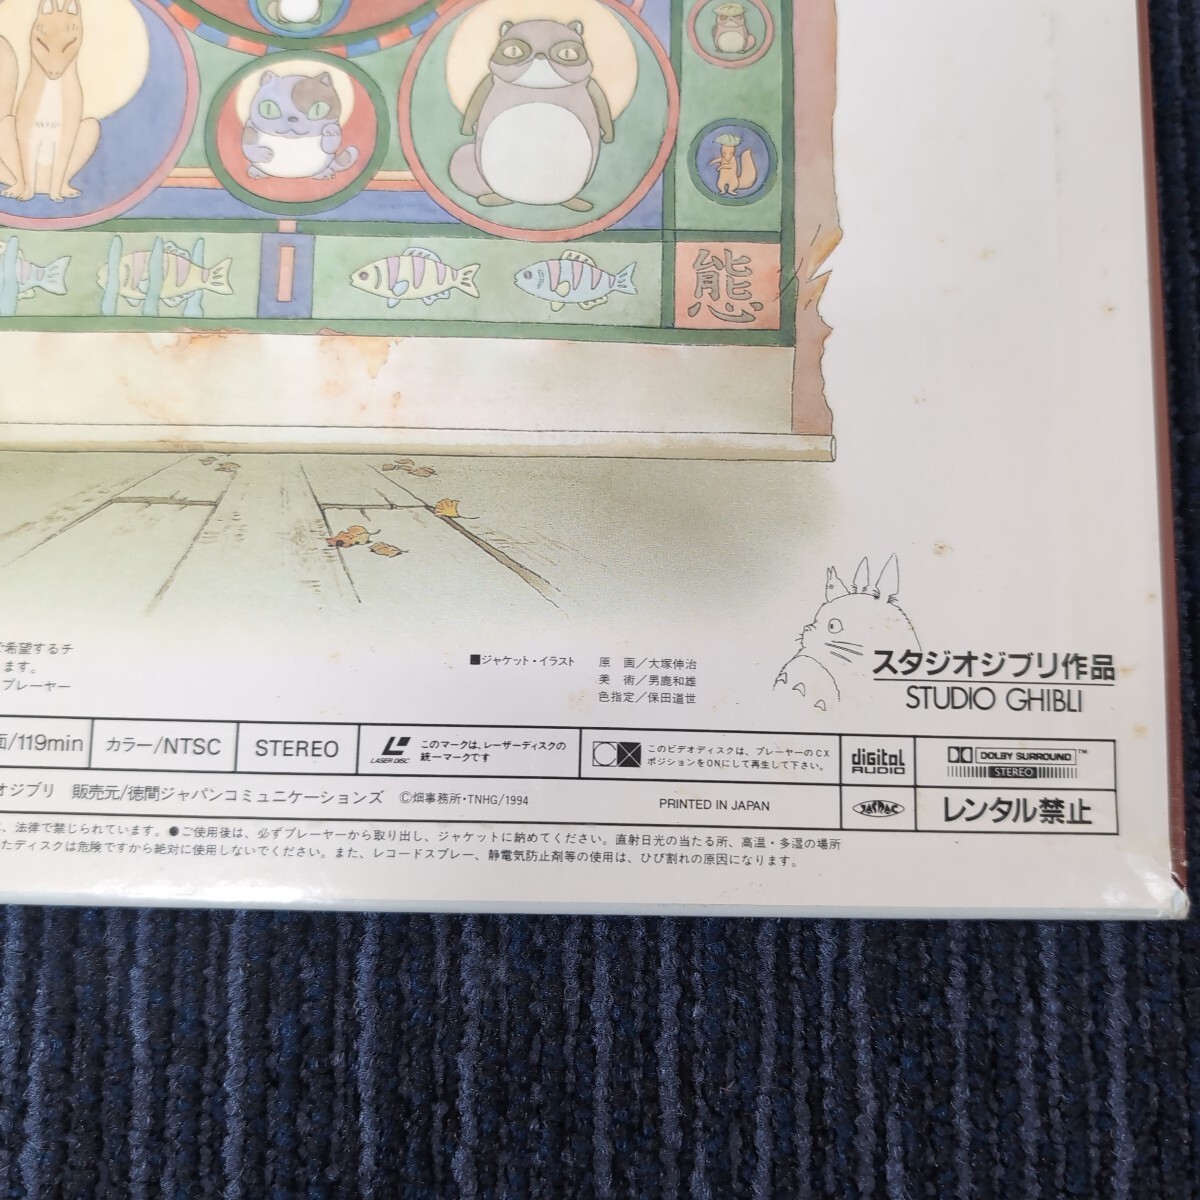 態
で希望するチ
ます。
プレーヤー
■ジャケット・イラスト
原 画／大塚伸治
美 術／男鹿和雄
色指定／保田道世
スタジオジブリ作品
STUDIO GHIBLI
面/119min
カラー/NTSC
STEREO
LASER DISC
このマークは、レーザーディスクの
統一マークです
このビデオディスクは、プレーヤーのCX
ポジションをONにして再生して下さい。
digital
AUDIO
DOLBY SURROUND™
STEREO
オジブリ 販売元/徳間ジャパンコミュニケーションズ ©畑事務所・TNHG/1994
PRINTED IN JAPAN
JASRAC
レンタル禁止
、法律で禁じられています。●ご使用後は、必ずプレーヤーから取り出し、ジャケットに納めてください。直射日光の当たる所、高温・多湿の場所
たディスクは危険ですから絶対に使用しないでください。また、レコードスプレー、静電気防止剤等の使用は、ひび割れの原因になります。